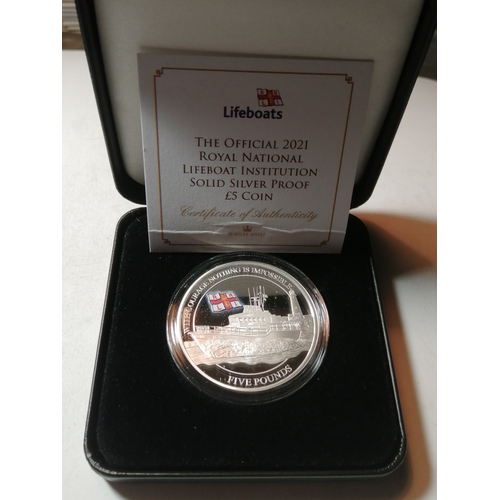 Lifeboats
THE OFFICIAL 2021
ROYAL NATIONAL
LIFEBOAT INSTITUTION
SOLID SILVER PROOF
£5 COIN
Certificate of Authenticity
WITH COURAGE NOTHING IS IMPOSSIBLE
FIVE POUNDS